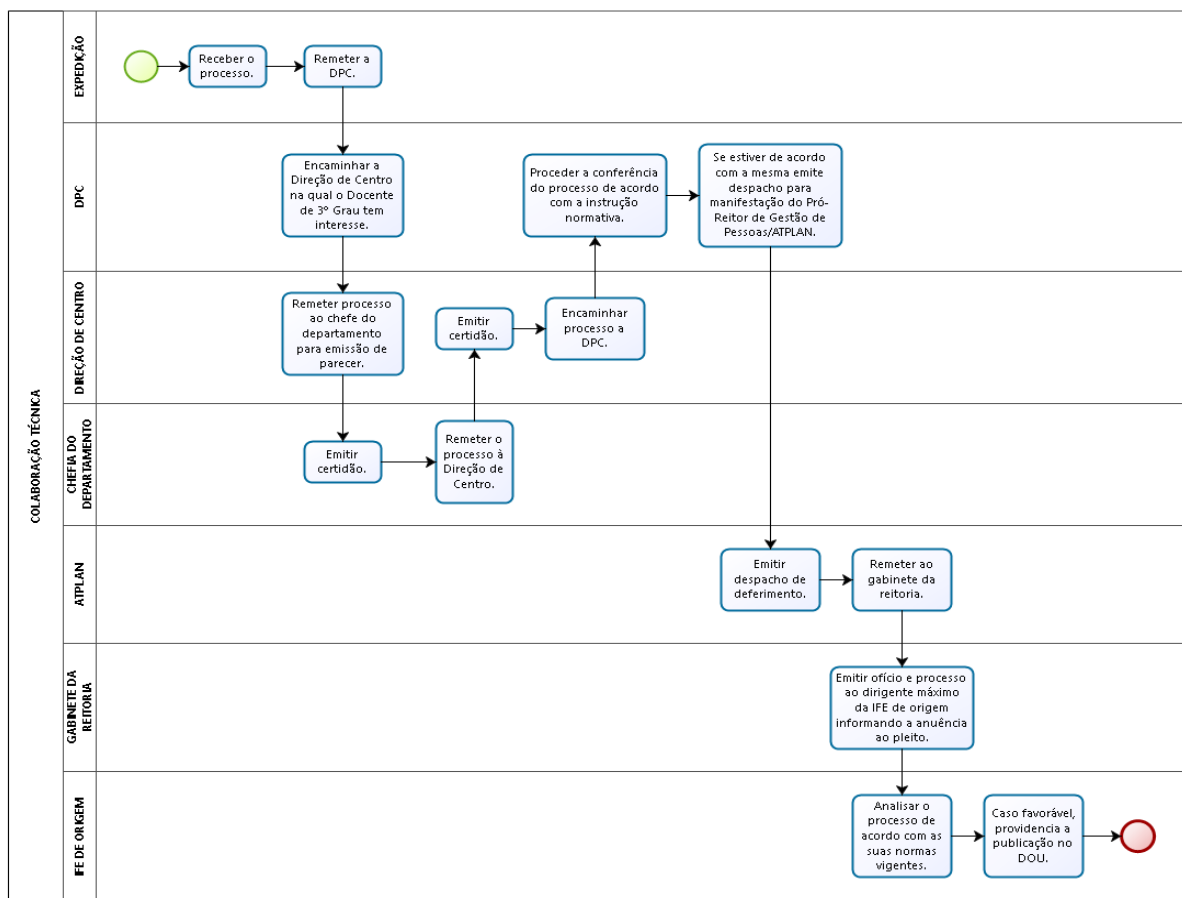 COLABORAÇÃO TÉCNICA
EXPEDIÇÃO
Receber o
processo.
Remeter a
DPC.
DPC
Encaminhar a
Direção de Centro
na qual o Docente
de 3º Grau tem
interesse.
Proceder a conferência
do processo de acordo
com a instrução
normativa.
Se estiver de acordo
com a mesma emite
despacho para
manifestação do Pró-
Reitor de Gestão de
Pessoas/ATPLAN.
DIREÇÃO DE CENTRO
Remeter processo
ao chefe do
departamento
para emissão de
parecer.
Emitir
certidão.
Encaminhar
processo a
DPC.
CHEFIA DO
DEPARTAMENTO
Emitir
certidão.
Remeter o
processo à
Direção de
Centro.
ATPLAN
Emitir
despacho de
deferimento.
Remeter ao
gabinete da
reitoria.
GABINETE DA
REITORIA
Emitir ofício e processo
ao dirigente máximo
da IFE de origem
informando a anuência
ao pleito.
IFE DE ORIGEM
Analisar o
processo de
acordo com as
suas normas
vigentes.
Caso favorável,
providencia a
publicação no
DOU.